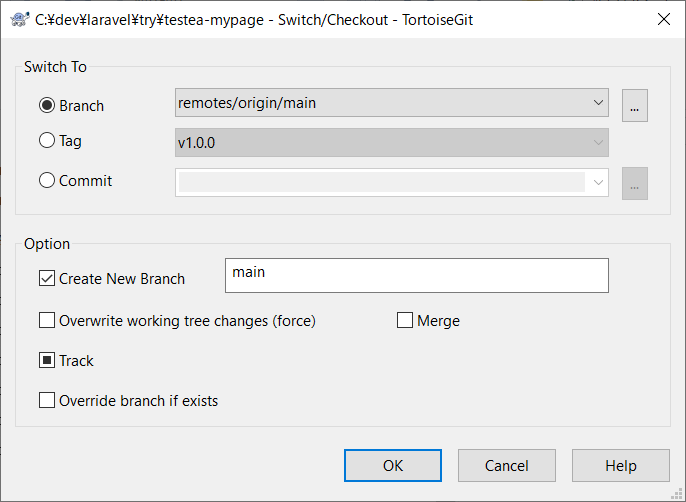 C:¥dev¥laravel¥try¥testea-mypage - Switch/Checkout - TortoiseGit
Switch To
Branch
remotes/origin/main
...
Tag
v1.0.0
Commit
...
Option
Create New Branch
main
Overwrite working tree changes (force)
Merge
Track
Override branch if exists
OK
Cancel
Help